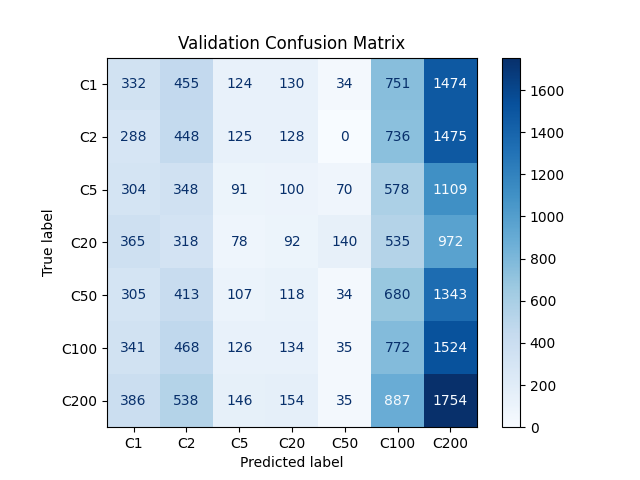 Validation Confusion Matrix
True label
C1 332 455 124 130 34 751 1474
C2 288 448 125 128 0 736 1475
C5 304 348 91 100 70 578 1109
C20 365 318 78 92 140 535 972
C50 305 413 107 118 34 680 1343
C100 341 468 126 134 35 772 1524
C200 386 538 146 154 35 887 1754
C1 C2 C5 C20 C50 C100 C200
Predicted label
1600
1400
1200
1000
800
600
400
200
0